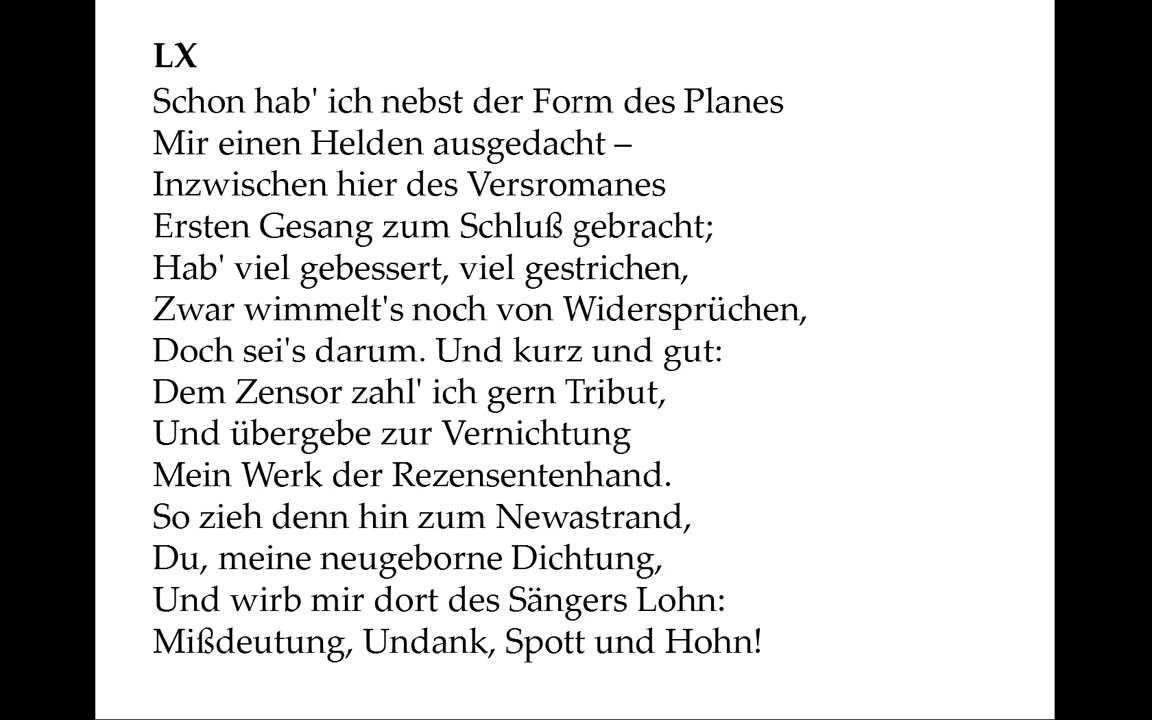 LX
Schon hab' ich nebst der Form des Planes
Mir einen Helden ausgedacht –
Inzwischen hier des Versromanes
Ersten Gesang zum Schluß gebracht;
Hab' viel gebessert, viel gestrichen,
Zwar wimmelt's noch von Widersprüchen,
Doch sei's darum. Und kurz und gut:
Dem Zensor zahl' ich gern Tribut,
Und übergebe zur Vernichtung
Mein Werk der Rezensentenhand.
So zieh denn hin zum Newastrand,
Du, meine neugeborne Dichtung,
Und wirb mir dort des Sängers Lohn:
Mißdeutung, Undank, Spott und Hohn!